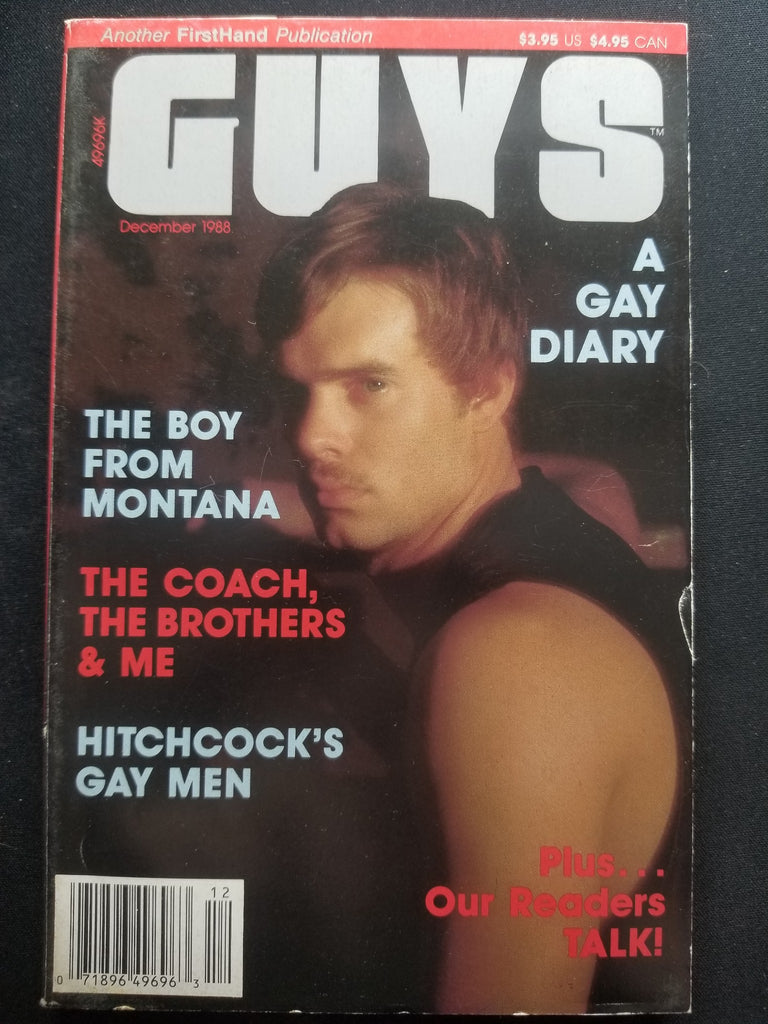 Another FirstHand Publication
$3.95 US $4.95 CAN
GUYS
TM
49696K
December 1988
A
GAY
DIARY
THE BOY
FROM
MONTANA
THE COACH,
THE BROTHERS
& ME
HITCHCOCK'S
GAY MEN
Plus...
Our Readers
TALK!
12
0 71896 49696 3